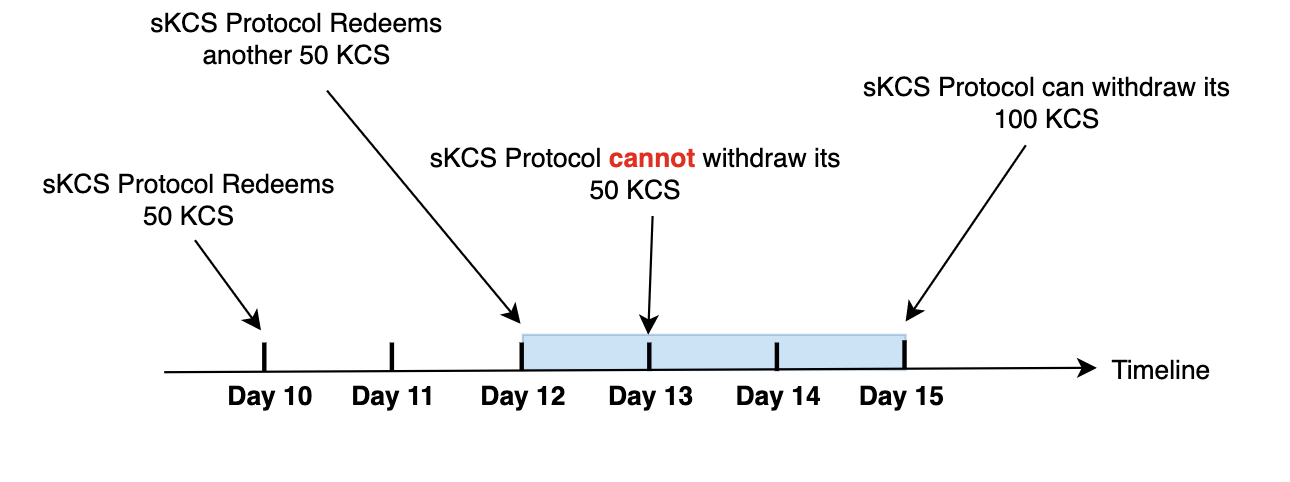 sKCS Protocol Redeems
another 50 KCS
sKCS Protocol can withdraw its
100 KCS
sKCS Protocol cannot withdraw its
50 KCS
sKCS Protocol Redeems
50 KCS
Timeline
Day 10
Day 11
Day 12
Day 13
Day 14
Day 15